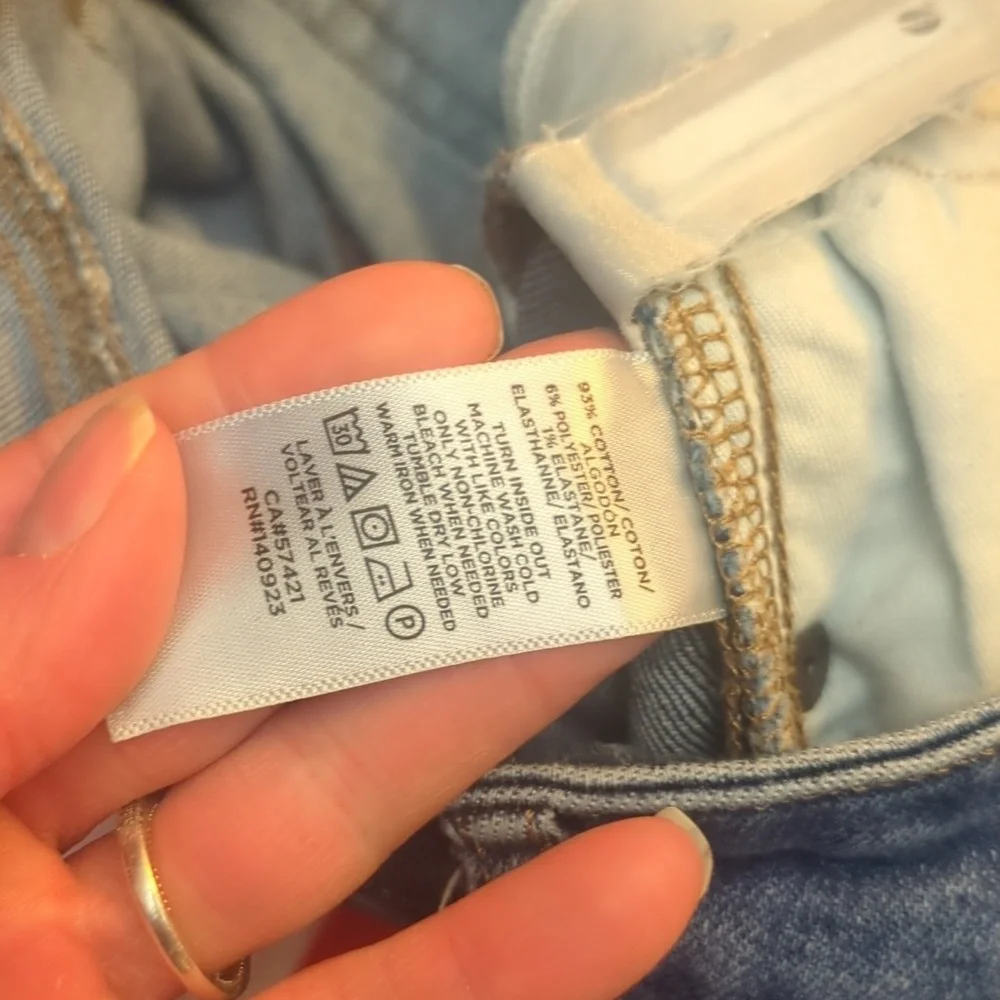 93% COTTON/ COTON/
ALGODON
6% POLYESTER/ POLIESTER
1% ELASTANE/
ELASTHANNE/ ELASTANO
TURN INSIDE OUT
MACHINE WASH COLD
WITH LIKE COLORS
ONLY NON-CHLORINE
BLEACH WHEN NEEDED
TUMBLE DRY LOW
WARM IRON WHEN NEEDED
30
P
LAVER À L'ENVERS /
VOLTEAR AL REVÉS
CA#57421
RN#140923